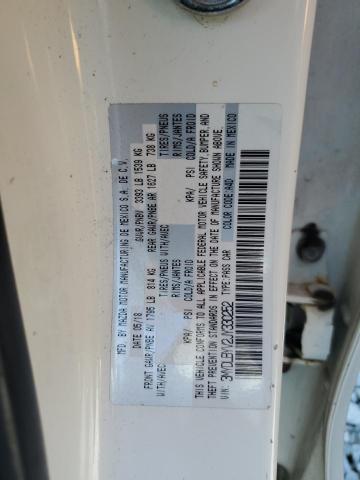 MFD. BY MAZDA MOTOR MANUFACTURING DE MEXICO S.A. DE C.V.
DATE 05/18 GVWR/PNBV 3393 LB 1539 KG
FRONT GAWR/PNBE AV 1795 LB 814 KG REAR GAWR/PNBE AR 1627 LB 738 KG
WITH/AVEC TIRES/PNEUS WITH/AVEC TIRES/PNEUS
RIMS/JANTES RIMS/JANTES
KPA/ PSI COLD/A FROID KPA/ PSI COLD/A FROID
THIS VEHICLE CONFORMS TO ALL APPLICABLE FEDERAL MOTOR VEHICLE SAFETY, BUMPER, AND
THEFT PREVENTION STANDARDS IN EFFECT ON THE DATE OF MANUFACTURE SHOWN ABOVE.
TYPE PASS CAR COLOR CODE: A4D
VIN: MADE IN MEXICO